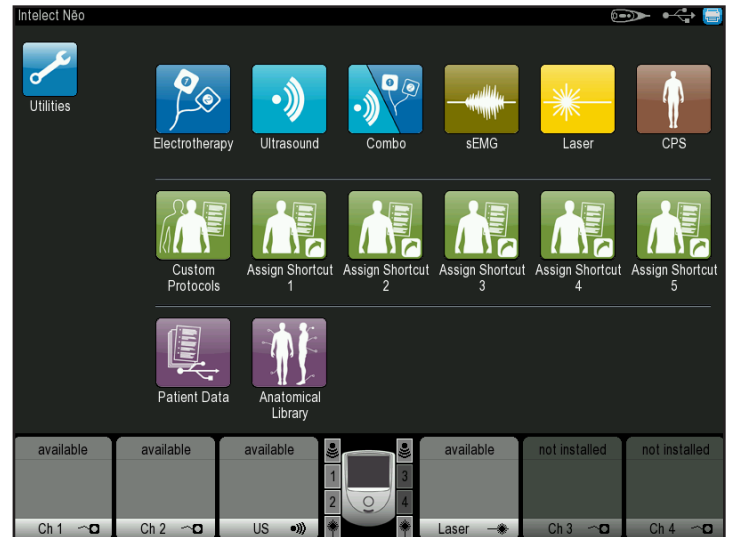 Intelect Nëo
Utilities
Electrotherapy
Ultrasound
Combo
sEMG
Laser
CPS
Custom
Protocols
Assign Shortcut
1
Assign Shortcut
2
Assign Shortcut
3
Assign Shortcut
4
Assign Shortcut
5
Patient Data
Anatomical
Library
available
available
available
available
not installed
not installed
1
3
2
4
Ch 1
Ch 2
US
Laser
Ch 3
Ch 4